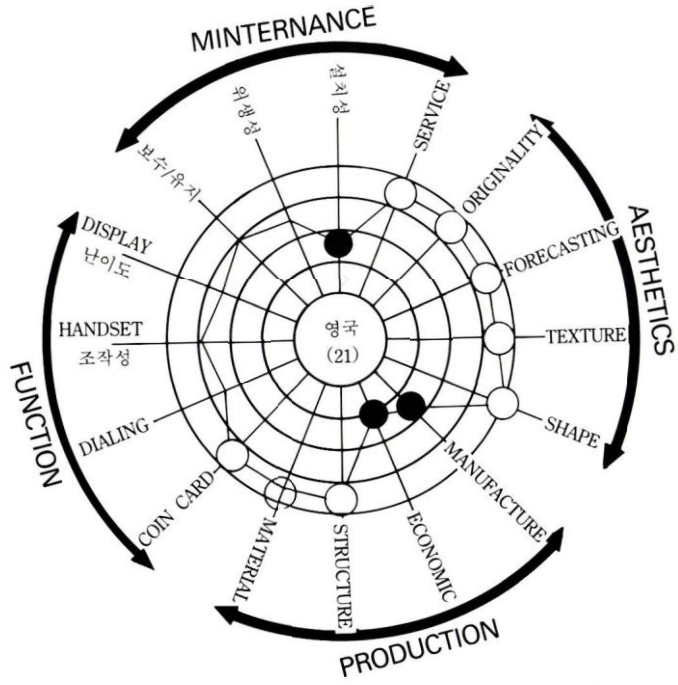 MINTERNANCE
보수/유지
위생성
설치성
SERVICE
ORIGINALITY
FORECASTING
TEXTURE
SHAPE
AESTHETICS
MANUFACTURE
ECONOMIC
STRUCTURE
MATERIAL
PRODUCTION
COIN CARD
DIALING
HANDSET
조작성
DISPLAY
난이도
FUNCTION
영국
(21)